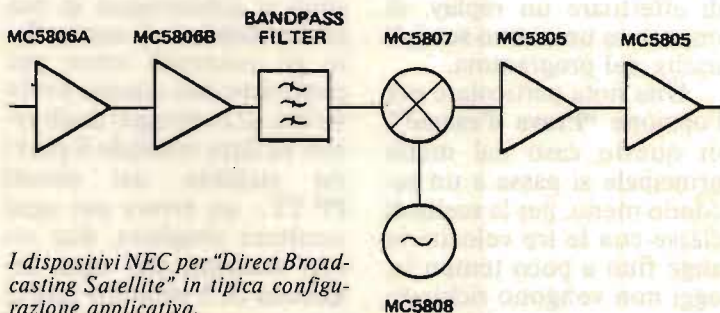 BANDPASS
FILTER
MC5806A
MC5806B
MC5807
MC5805
MC5805
MC5808
I dispositivi NEC per "Direct Broad-
casting Satellite" in tipica configu-
razione applicativa.